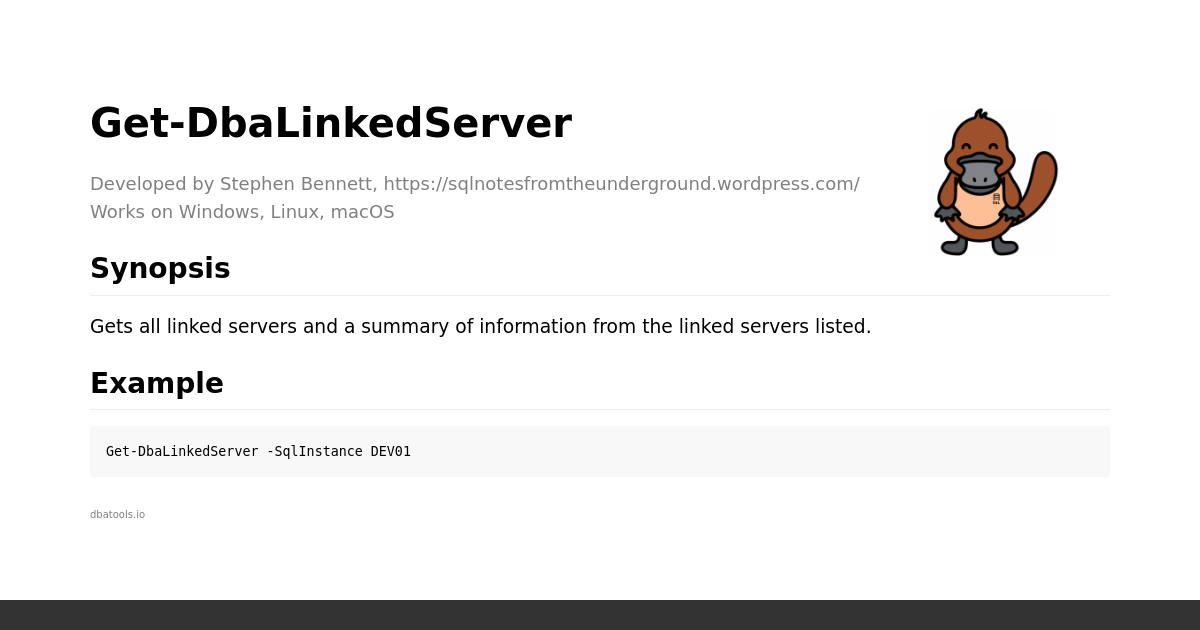 Get-DbaLinkedServer
Developed by Stephen Bennett, https://sqlnotesfromtheunderground.wordpress.com/
Works on Windows, Linux, macOS
Synopsis
Gets all linked servers and a summary of information from the linked servers listed.
Example
Get-DbaLinkedServer -SqlInstance DEV01
dbatools.io